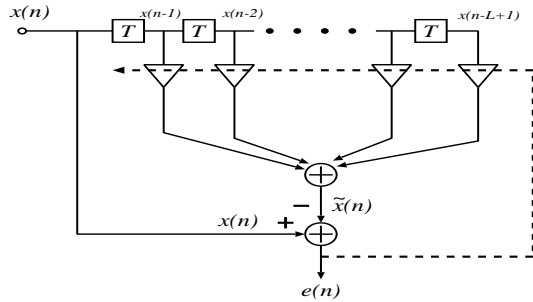 x(n)
T
x(n-1)
T
x(n-2)
T
x(n-L+1)
− x̃(n)
x(n) +
e(n)